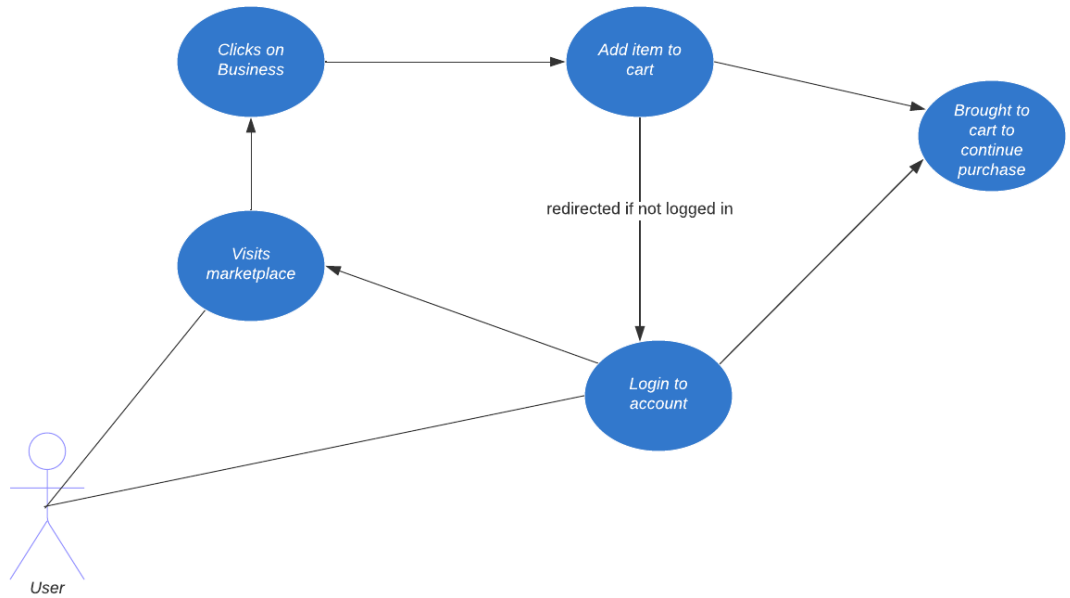 Clicks on
Business
Add item to
cart
Brought to
cart to
continue
purchase
redirected if not logged in
Visits
marketplace
Login to
account
User